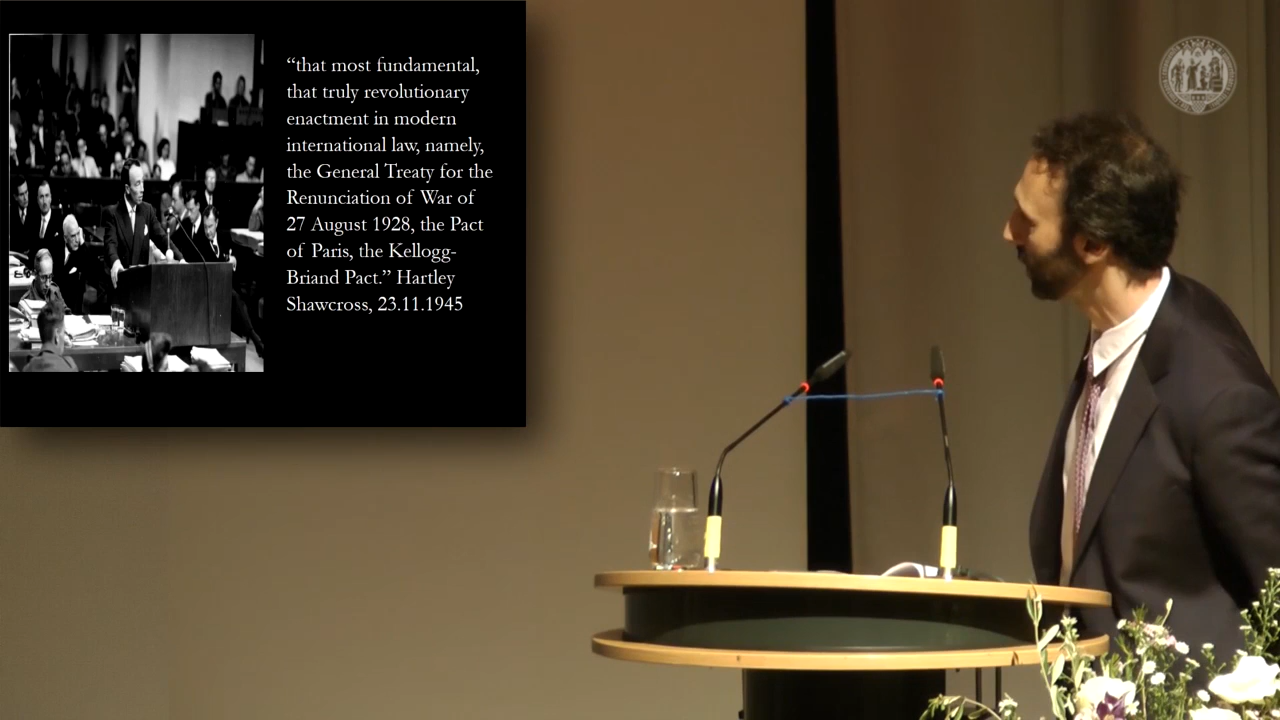 “that most fundamental,
that truly revolutionary
enactment in modern
international law, namely,
the General Treaty for the
Renunciation of War of
27 August 1928, the Pact
of Paris, the Kellogg-
Briand Pact.” Hartley
Shawcross, 23.11.1945